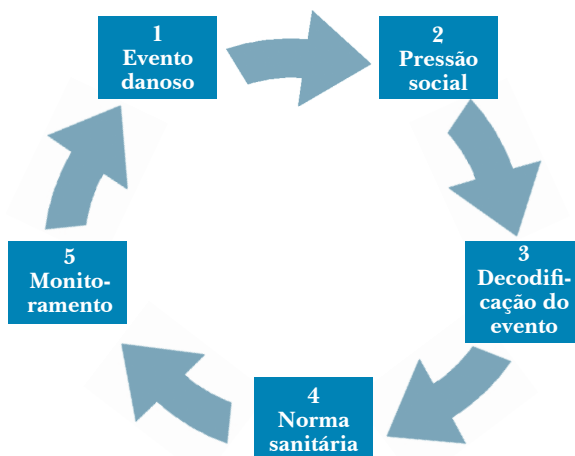 1
Evento
danoso
2
Pressão
social
3
Decodifi-
cação do
evento
4
Norma
sanitária
5
Monito-
ramento